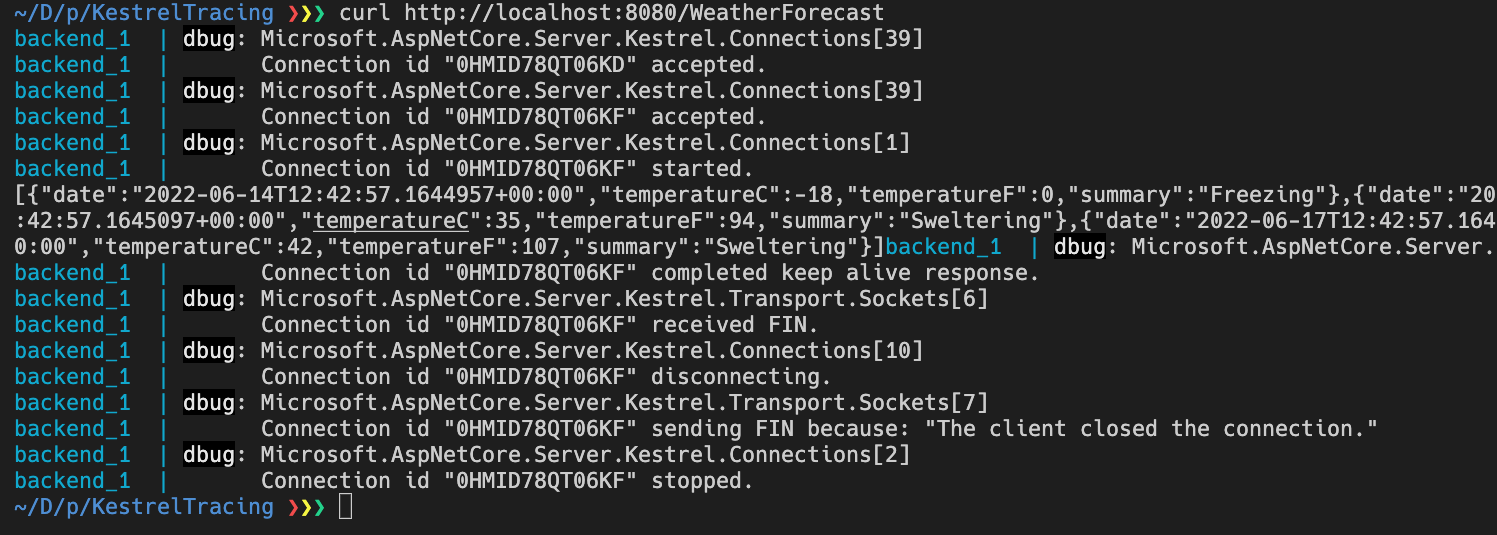 ~/D/p/KestrelTracing ❯❯❯ curl http://localhost:8080/WeatherForecast
backend_1  | dbug: Microsoft.AspNetCore.Server.Kestrel.Connections[39]
backend_1  |       Connection id "0HMID78QT06KD" accepted.
backend_1  | dbug: Microsoft.AspNetCore.Server.Kestrel.Connections[39]
backend_1  |       Connection id "0HMID78QT06KF" accepted.
backend_1  | dbug: Microsoft.AspNetCore.Server.Kestrel.Connections[1]
backend_1  |       Connection id "0HMID78QT06KF" started.
[{"date":"2022-06-14T12:42:57.1644957+00:00","temperatureC":-18,"temperatureF":0,"summary":"Freezing"},{"date":"20
:42:57.1645097+00:00","temperatureC":35,"temperatureF":94,"summary":"Sweltering"},{"date":"2022-06-17T12:42:57.164
0:00","temperatureC":42,"temperatureF":107,"summary":"Sweltering"}]backend_1  | dbug: Microsoft.AspNetCore.Server.
backend_1  |       Connection id "0HMID78QT06KF" completed keep alive response.
backend_1  | dbug: Microsoft.AspNetCore.Server.Kestrel.Transport.Sockets[6]
backend_1  |       Connection id "0HMID78QT06KF" received FIN.
backend_1  | dbug: Microsoft.AspNetCore.Server.Kestrel.Connections[10]
backend_1  |       Connection id "0HMID78QT06KF" disconnecting.
backend_1  | dbug: Microsoft.AspNetCore.Server.Kestrel.Transport.Sockets[7]
backend_1  |       Connection id "0HMID78QT06KF" sending FIN because: "The client closed the connection."
backend_1  | dbug: Microsoft.AspNetCore.Server.Kestrel.Connections[2]
backend_1  |       Connection id "0HMID78QT06KF" stopped.
~/D/p/KestrelTracing ❯❯❯